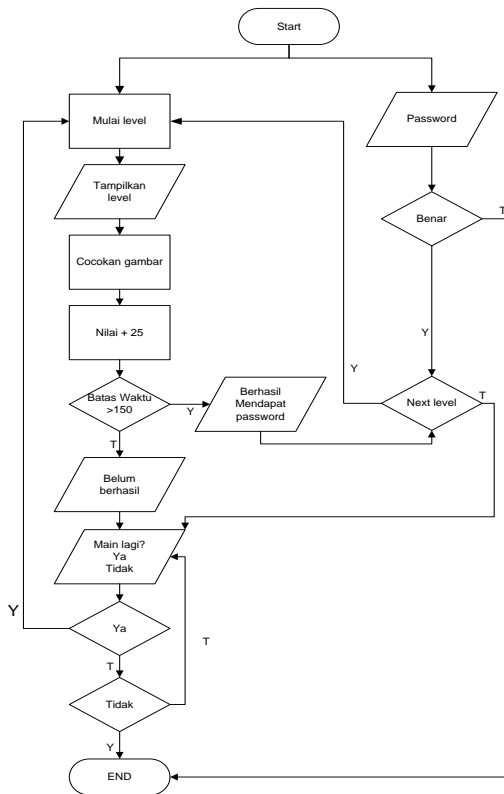 Start
Mulai level
Password
Tampilkan
level
Benar
T
Cocokan gambar
Nilai + 25
Y
Y
Batas Waktu
>150
Y
Berhasil
Mendapat
password
Next level
T
T
Belum
berhasil
Main lagi?
Ya
Tidak
Y
Ya
T
T
Tidak
Y
END